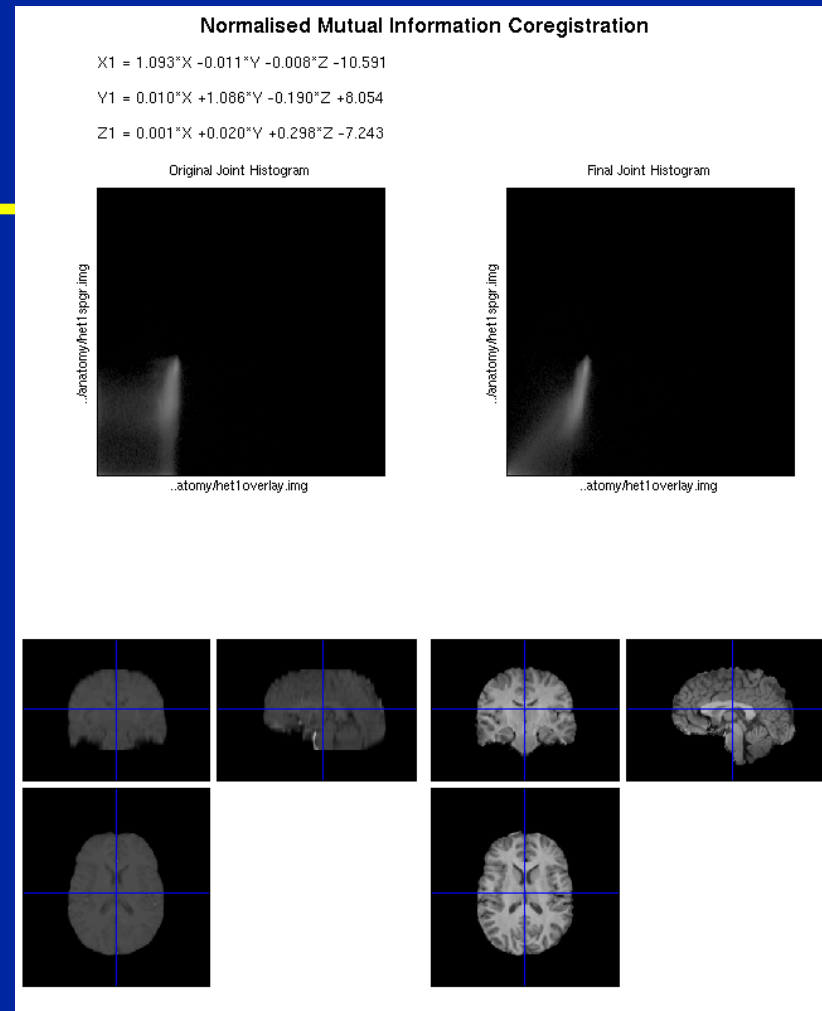 Normalised Mutual Information Coregistration
X1 = 1.093*X -0.011*Y -0.008*Z -10.591
Y1 = 0.010*X +1.086*Y -0.190*Z +8.054
Z1 = 0.001*X +0.020*Y +0.298*Z -7.243
Original Joint Histogram
Final Joint Histogram
../anatomy/het1spgr.img
../anatomy/het1spgr.img
..atomy/het1overlay.img
..atomy/het1overlay.img